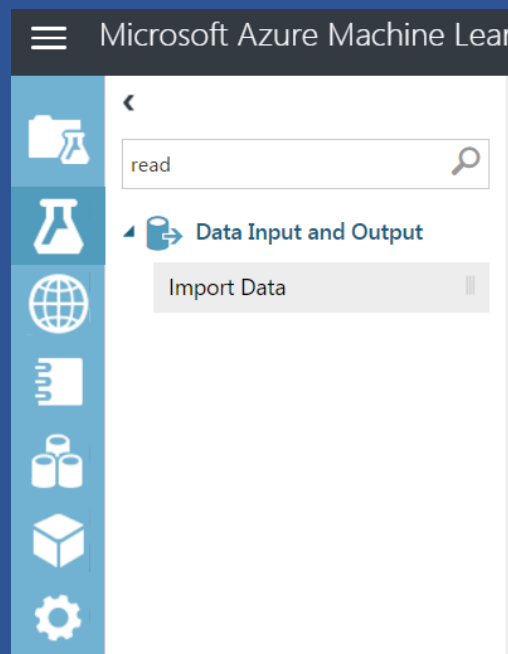 Microsoft Azure Machine Lear
read
Data Input and Output
Import Data